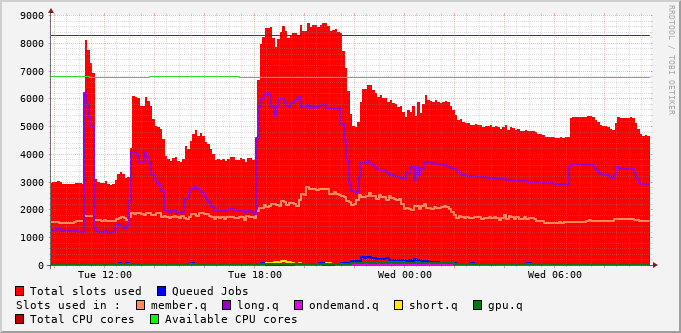 9000
8000
7000
6000
5000
4000
3000
2000
1000
0
Tue 12:00 Tue 18:00 Wed 00:00 Wed 06:00
RRDTOOL / TOBI OETIKER
Total slots used Queued Jobs
Slots used in : member.q long.q ondemand.q short.q gpu.q
Total CPU cores Available CPU cores